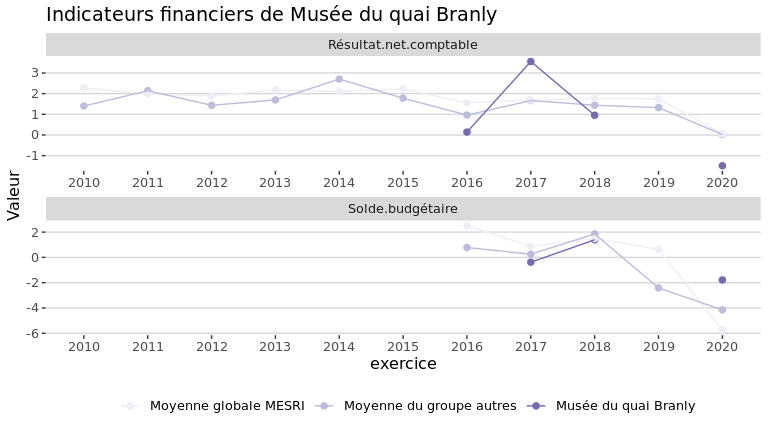 Indicateurs financiers de Musée du quai Branly
Résultat.net.comptable
3
2
1
0
-1
2010 2011 2012 2013 2014 2015 2016 2017 2018 2019 2020
Valeur
Solde.budgétaire
2
0
-2
-4
-6
2010 2011 2012 2013 2014 2015 2016 2017 2018 2019 2020
exercice
Moyenne globale MESRI Moyenne du groupe autres Musée du quai Branly